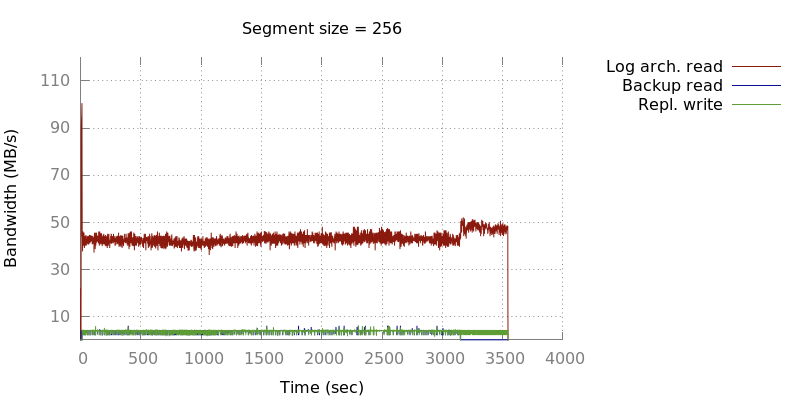 Segment size = 256
Log arch. read
Backup read
Repl. write
Bandwidth (MB/s)
110
90
70
50
30
10
0 500 1000 1500 2000 2500 3000 3500 4000
Time (sec)